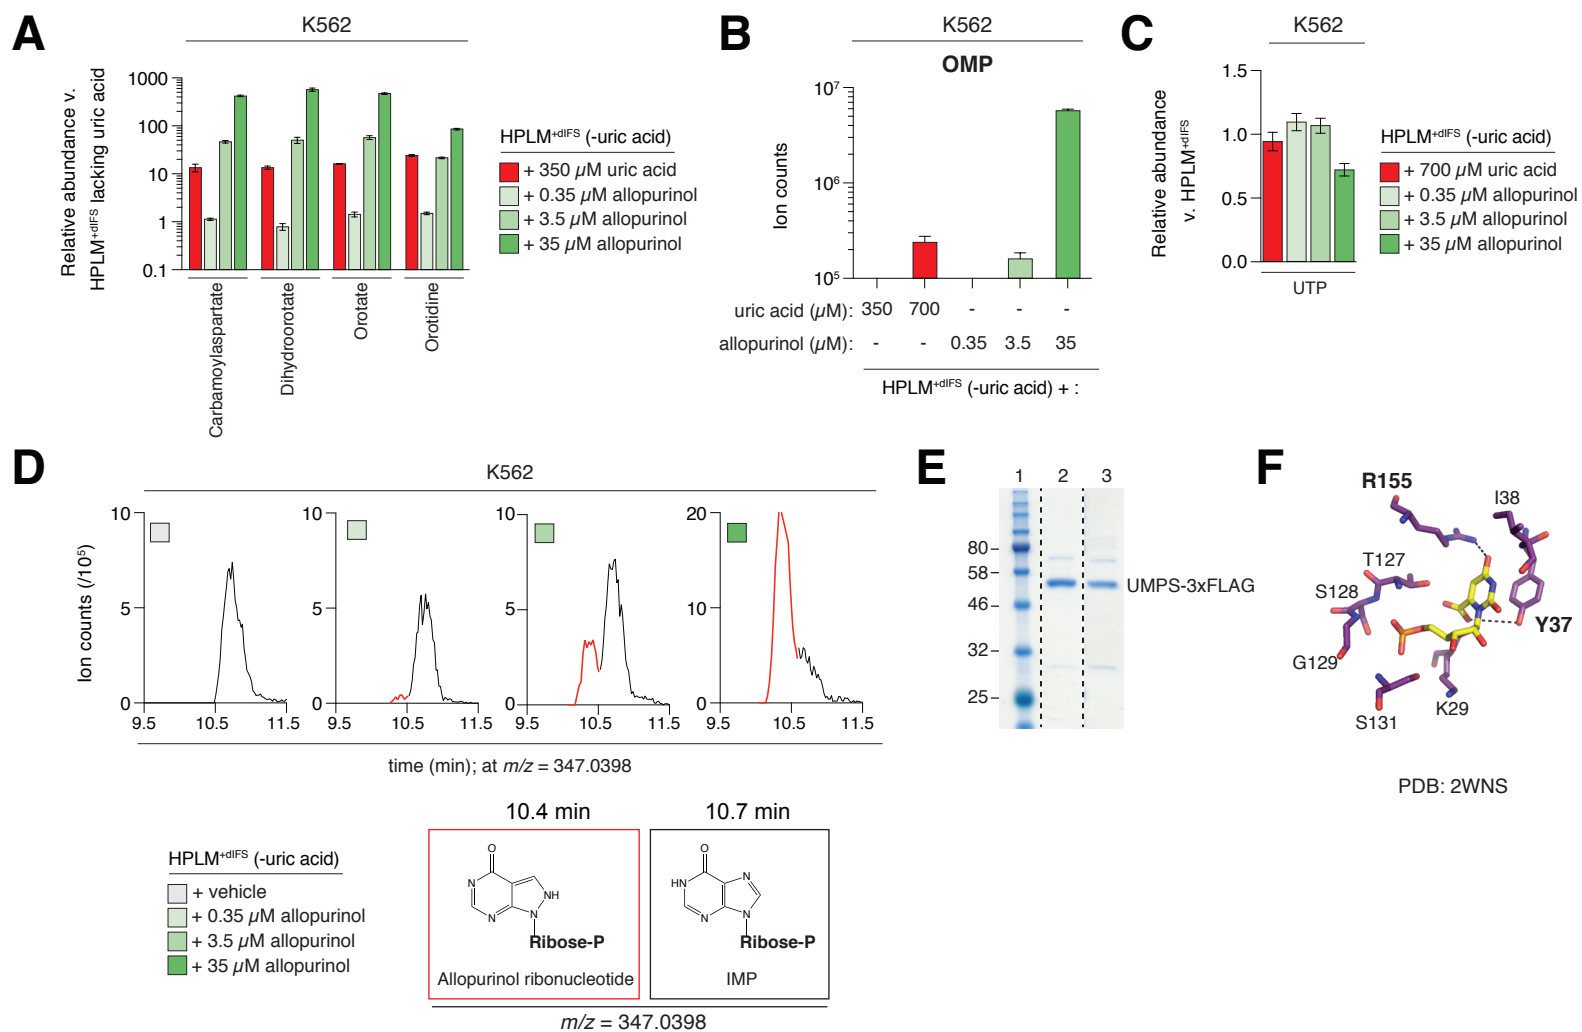 A
K562
Relative abundance v.
HPLM+dIFS lacking uric acid
1000
100
10
1
0.1
Carbamoylaspartate
Dihydroorotate
Orotate
Orotidine
HPLM+dIFS (-uric acid)
+ 350 µM uric acid
+ 0.35 µM allopurinol
+ 3.5 µM allopurinol
+ 35 µM allopurinol
B
K562
OMP
Ion counts
10⁷
10⁶
10⁵
uric acid (µM): 350 700 - - -
allopurinol (µM): - - 0.35 3.5 35
HPLM+dIFS (-uric acid) + :
C
K562
Relative abundance
v. HPLM+dIFS
1.5
1.0
0.5
0.0
UTP
HPLM+dIFS (-uric acid)
+ 700 µM uric acid
+ 0.35 µM allopurinol
+ 3.5 µM allopurinol
+ 35 µM allopurinol
D
K562
Ion counts (/10⁵)
10
5
0
9.5 10.5 11.5
10
5
0
9.5 10.5 11.5
10
5
0
9.5 10.5 11.5
20
10
0
9.5 10.5 11.5
time (min); at m/z = 347.0398
HPLM+dIFS (-uric acid)
+ vehicle
+ 0.35 µM allopurinol
+ 3.5 µM allopurinol
+ 35 µM allopurinol
10.4 min
O
N
NH
N
N
Ribose-P
Allopurinol ribonucleotide
10.7 min
O
HN
N
N
N
Ribose-P
IMP
m/z = 347.0398
E
1 2 3
80
58
46
32
25
UMPS-3xFLAG
F
R155
I38
T127
S128
Y37
G129
K29
S131
PDB: 2WNS